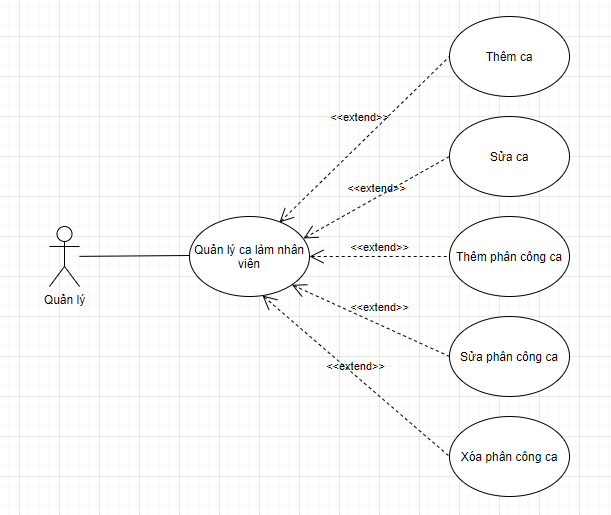 Thêm ca
<<extend>>
Sửa ca
<<extend>>
Quản lý ca làm nhân
viên
<<extend>>
Thêm phân công ca
Quản lý
<<extend>>
Sửa phân công ca
<<extend>>
Xóa phân công ca